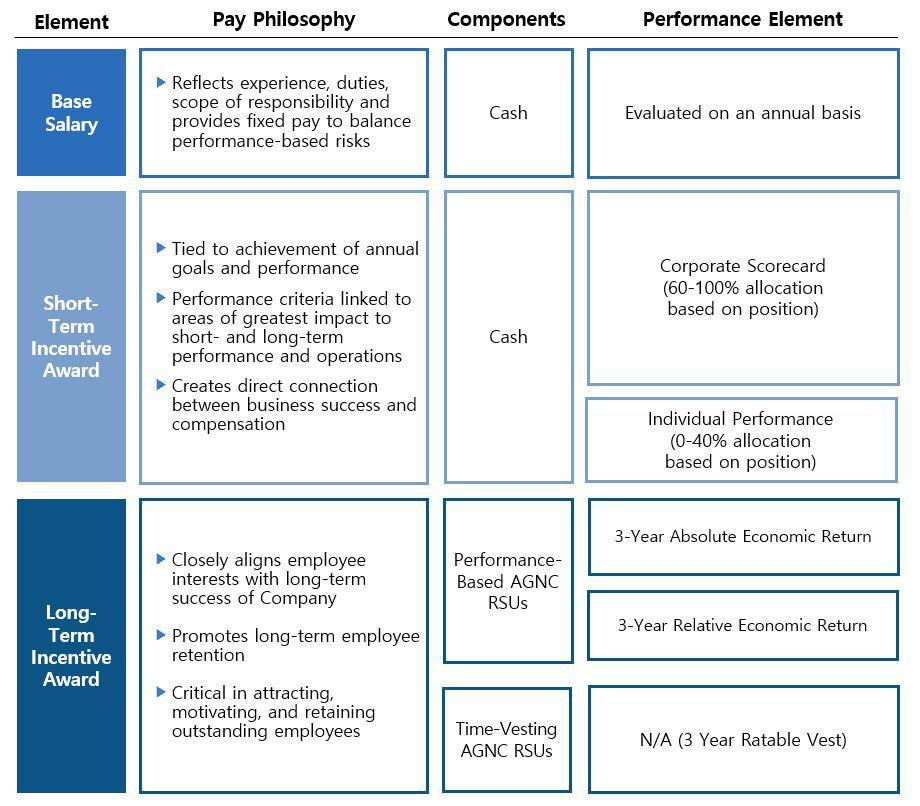 Element
Pay Philosophy
Components
Performance Element
Base
Salary
Reflects experience, duties,
scope of responsibility and
provides fixed pay to balance
performance-based risks
Cash
Evaluated on an annual basis
Short-
Term
Incentive
Award
Tied to achievement of annual
goals and performance
Performance criteria linked to
areas of greatest impact to
short- and long-term
performance and operations
Creates direct connection
between business success and
compensation
Cash
Corporate Scorecard
(60-100% allocation
based on position)
Individual Performance
(0-40% allocation
based on position)
Long-
Term
Incentive
Award
Closely aligns employee
interests with long-term
success of Company
Promotes long-term employee
retention
Critical in attracting,
motivating, and retaining
outstanding employees
Performance-
Based AGNC
RSUs
3-Year Absolute Economic Return
3-Year Relative Economic Return
Time-Vesting
AGNC RSUs
N/A (3 Year Ratable Vest)